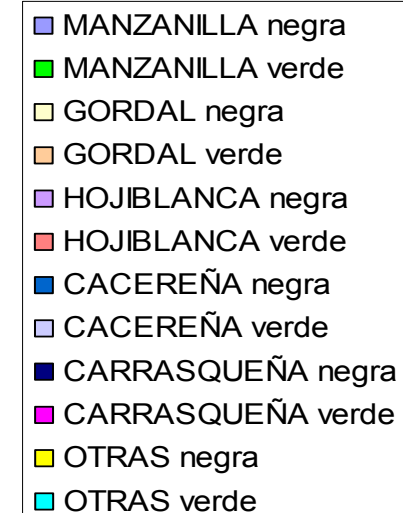 MANZANILLA negra
MANZANILLA verde
GORDAL negra
GORDAL verde
HOJIBLANCA negra
HOJIBLANCA verde
CACEREÑA negra
CACEREÑA verde
CARRASQUEÑA negra
CARRASQUEÑA verde
OTRAS negra
OTRAS verde